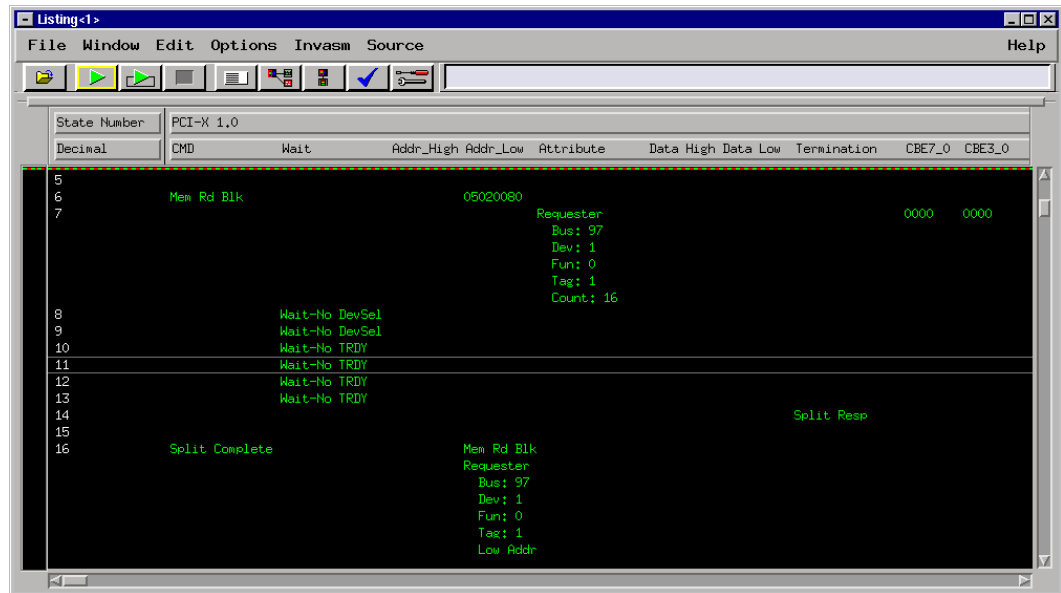 Listing<1>
File Window Edit Options Invasm Source Help
State Number PCI-X 1.0
Decimal CMD Wait Addr_High Addr_Low Attribute Data High Data Low Termination CBE7_0 CBE3_0
5
6 Mem Rd Blk 05020080
7 Requester 0000 0000
Bus: 97
Dev: 1
Fun: 0
Tag: 1
Count: 16
8 Wait-No DevSel
9 Wait-No DevSel
10 Wait-No TRDY
11 Wait-No TRDY
12 Wait-No TRDY
13 Wait-No TRDY
14 Split Resp
15
16 Split Complete Mem Rd Blk
Requester
Bus: 97
Dev: 1
Fun: 0
Tag: 1
Low Addr